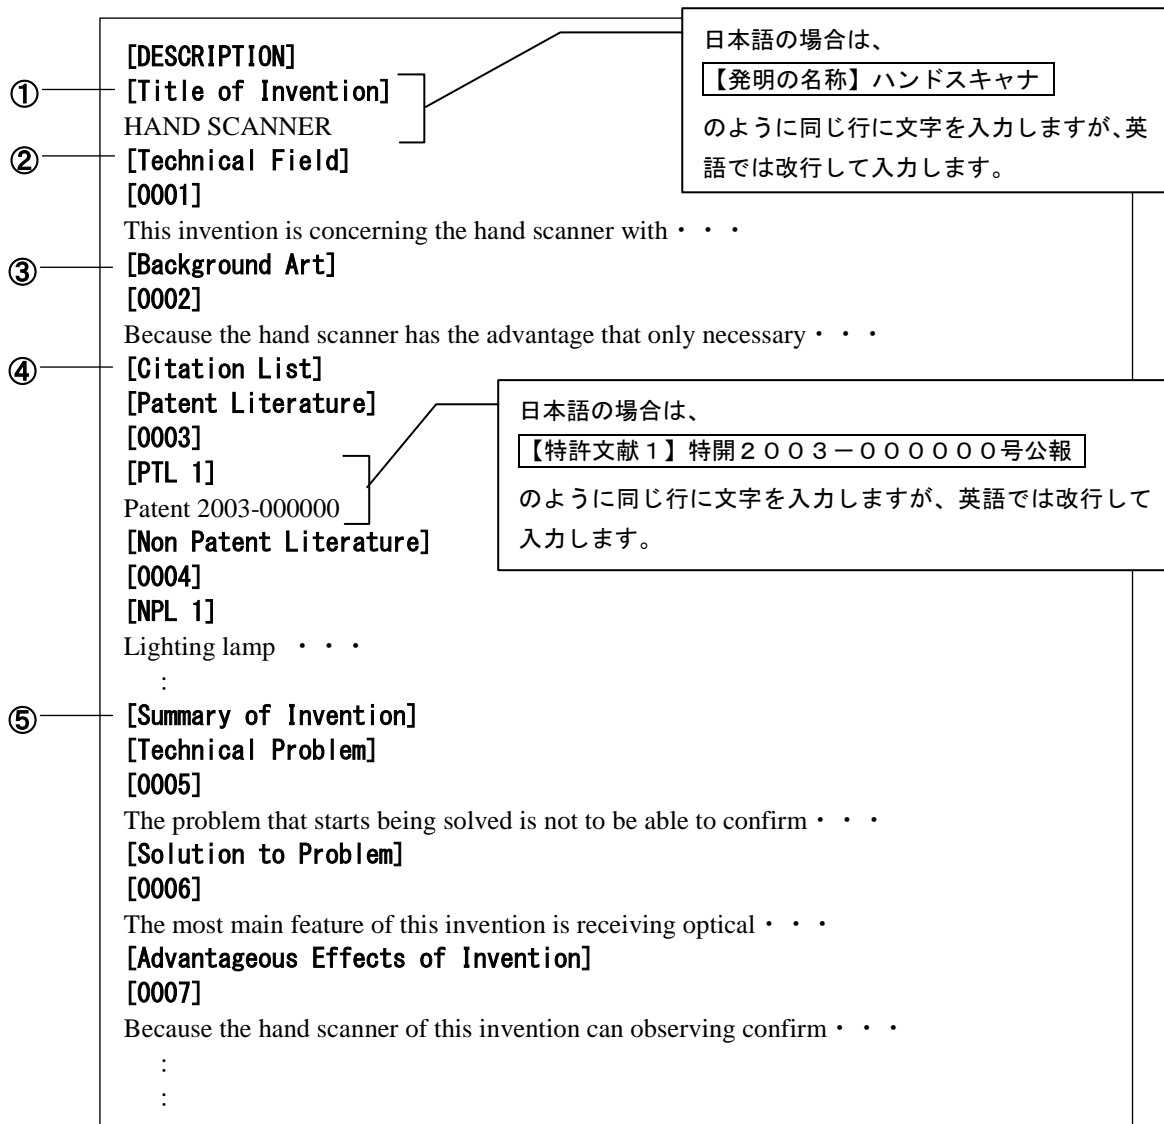 [DESCRIPTION]
① [Title of Invention]
HAND SCANNER
日本語の場合は、
【発明の名称】ハンドスキャナ
のように同じ行に文字を入力しますが、英
語では改行して入力します。
② [Technical Field]
[0001]
This invention is concerning the hand scanner with・・・
③ [Background Art]
[0002]
Because the hand scanner has the advantage that only necessary・・・
④ [Citation List]
[Patent Literature]
[0003]
[PTL 1]
Patent 2003-000000
日本語の場合は、
【特許文献１】特開２００３－００００００号公報
のように同じ行に文字を入力しますが、英語では改行して
入力します。
[Non Patent Literature]
[0004]
[NPL 1]
Lighting lamp ・・・
:
⑤ [Summary of Invention]
[Technical Problem]
[0005]
The problem that starts being solved is not to be able to confirm・・・
[Solution to Problem]
[0006]
The most main feature of this invention is receiving optical・・・
[Advantageous Effects of Invention]
[0007]
Because the hand scanner of this invention can observing confirm・・・
:
: